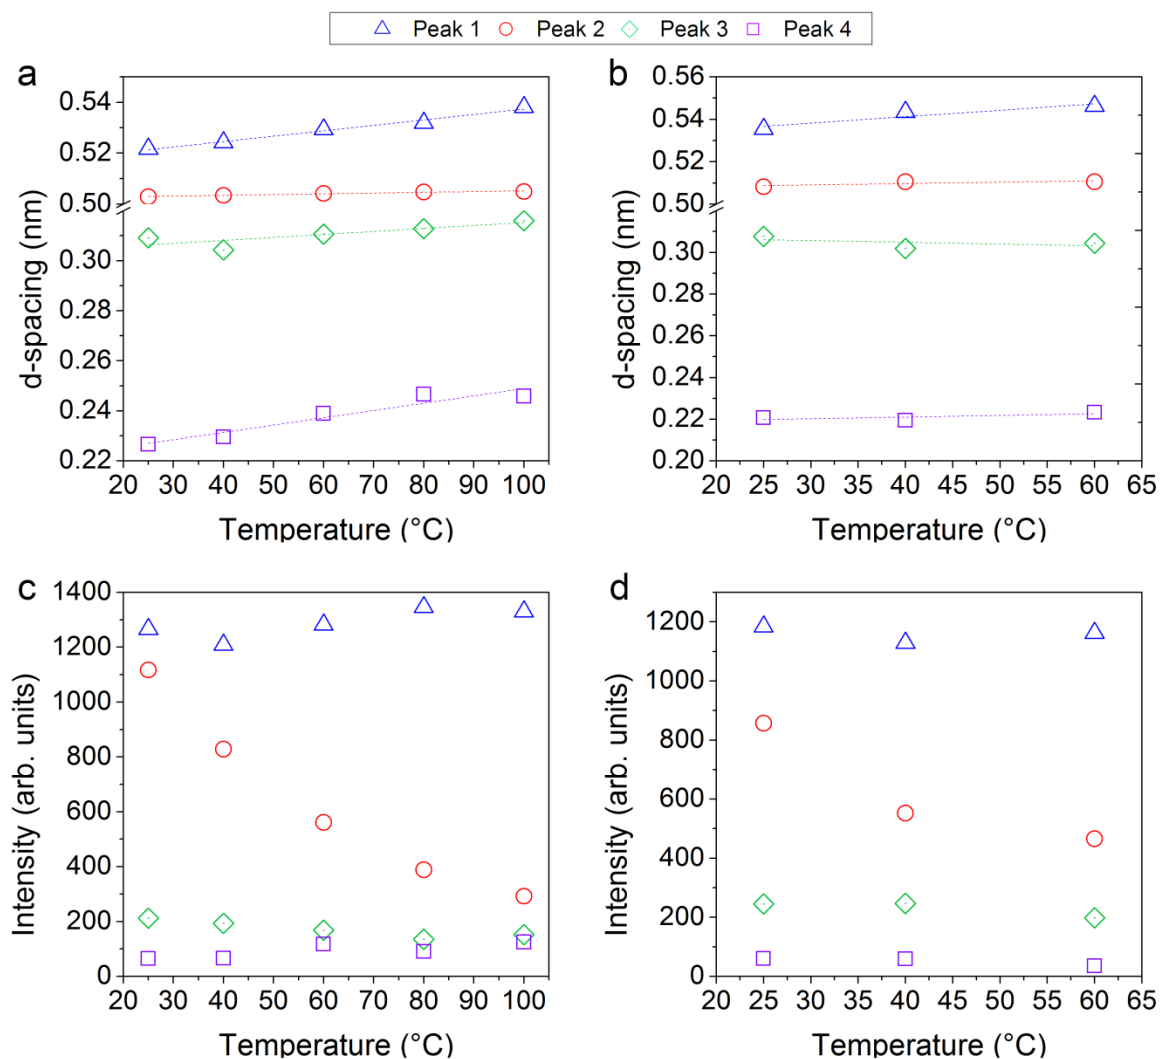 Peak 1 Peak 2 Peak 3 Peak 4
a
0.54
0.52
0.50
0.30
0.28
0.26
0.24
0.22
d-spacing (nm)
20 30 40 50 60 70 80 90 100
Temperature (°C)
b
0.56
0.54
0.52
0.50
0.30
0.28
0.26
0.24
0.22
0.20
d-spacing (nm)
20 25 30 35 40 45 50 55 60 65
Temperature (°C)
c
1400
1200
1000
800
600
400
200
0
Intensity (arb. units)
20 30 40 50 60 70 80 90 100
Temperature (°C)
d
1200
1000
800
600
400
200
0
Intensity (arb. units)
20 25 30 35 40 45 50 55 60 65
Temperature (°C)